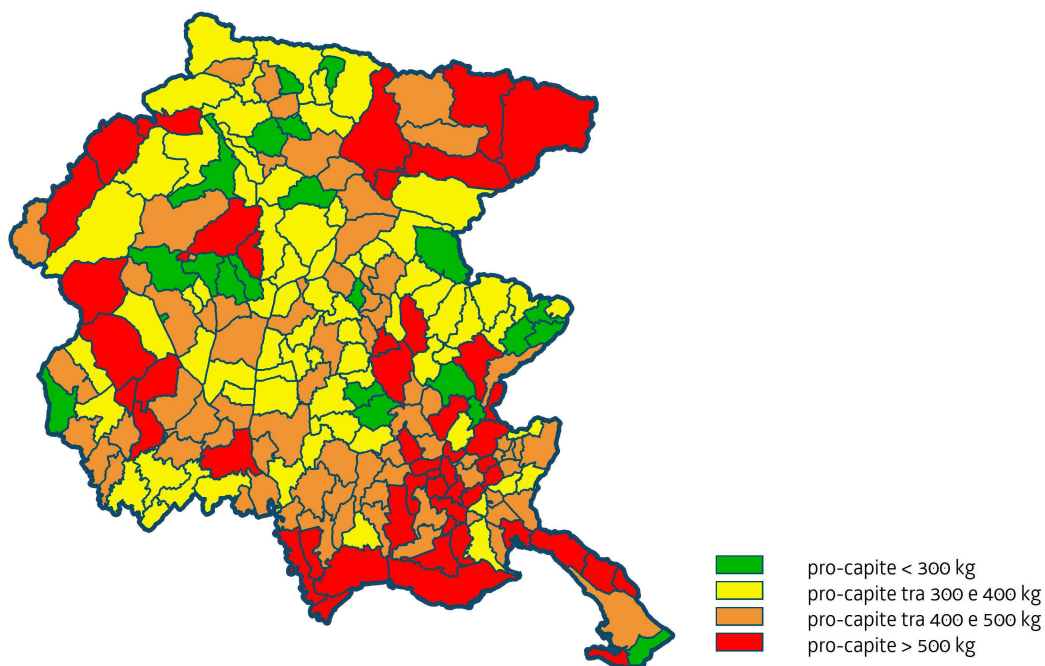 pro-capite < 300 kg
pro-capite tra 300 e 400 kg
pro-capite tra 400 e 500 kg
pro-capite > 500 kg